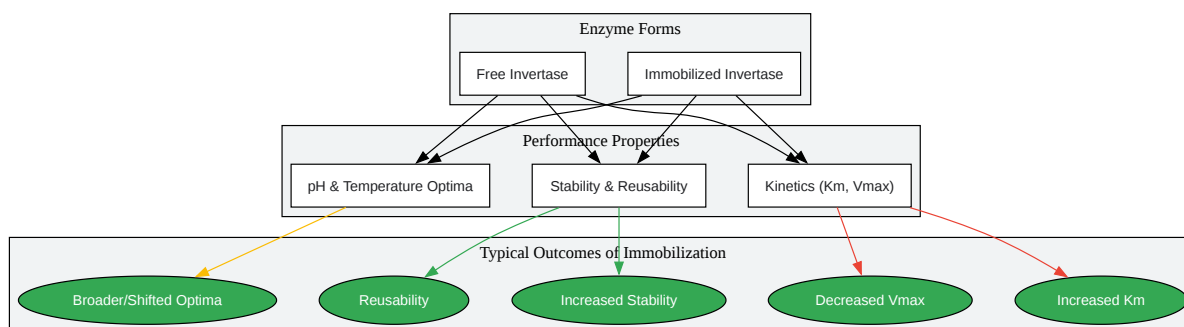 Enzyme Forms
Free Invertase
Immobilized Invertase
Performance Properties
pH & Temperature Optima
Stability & Reusability
Kinetics (Km, Vmax)
Typical Outcomes of Immobilization
Broader/Shifted Optima
Reusability
Increased Stability
Decreased Vmax
Increased Km